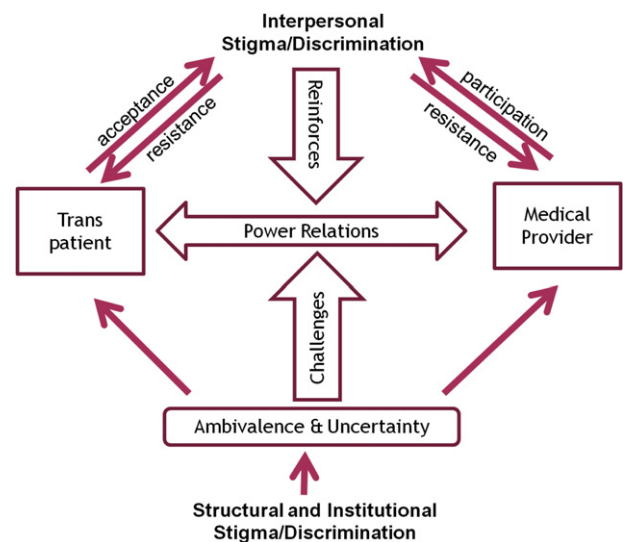 Interpersonal
Stigma/Discrimination
acceptance
resistance
Reinforces
participation
resistance
Trans
patient
Power Relations
Medical
Provider
Challenges
Ambivalence & Uncertainty
Structural and Institutional
Stigma/Discrimination